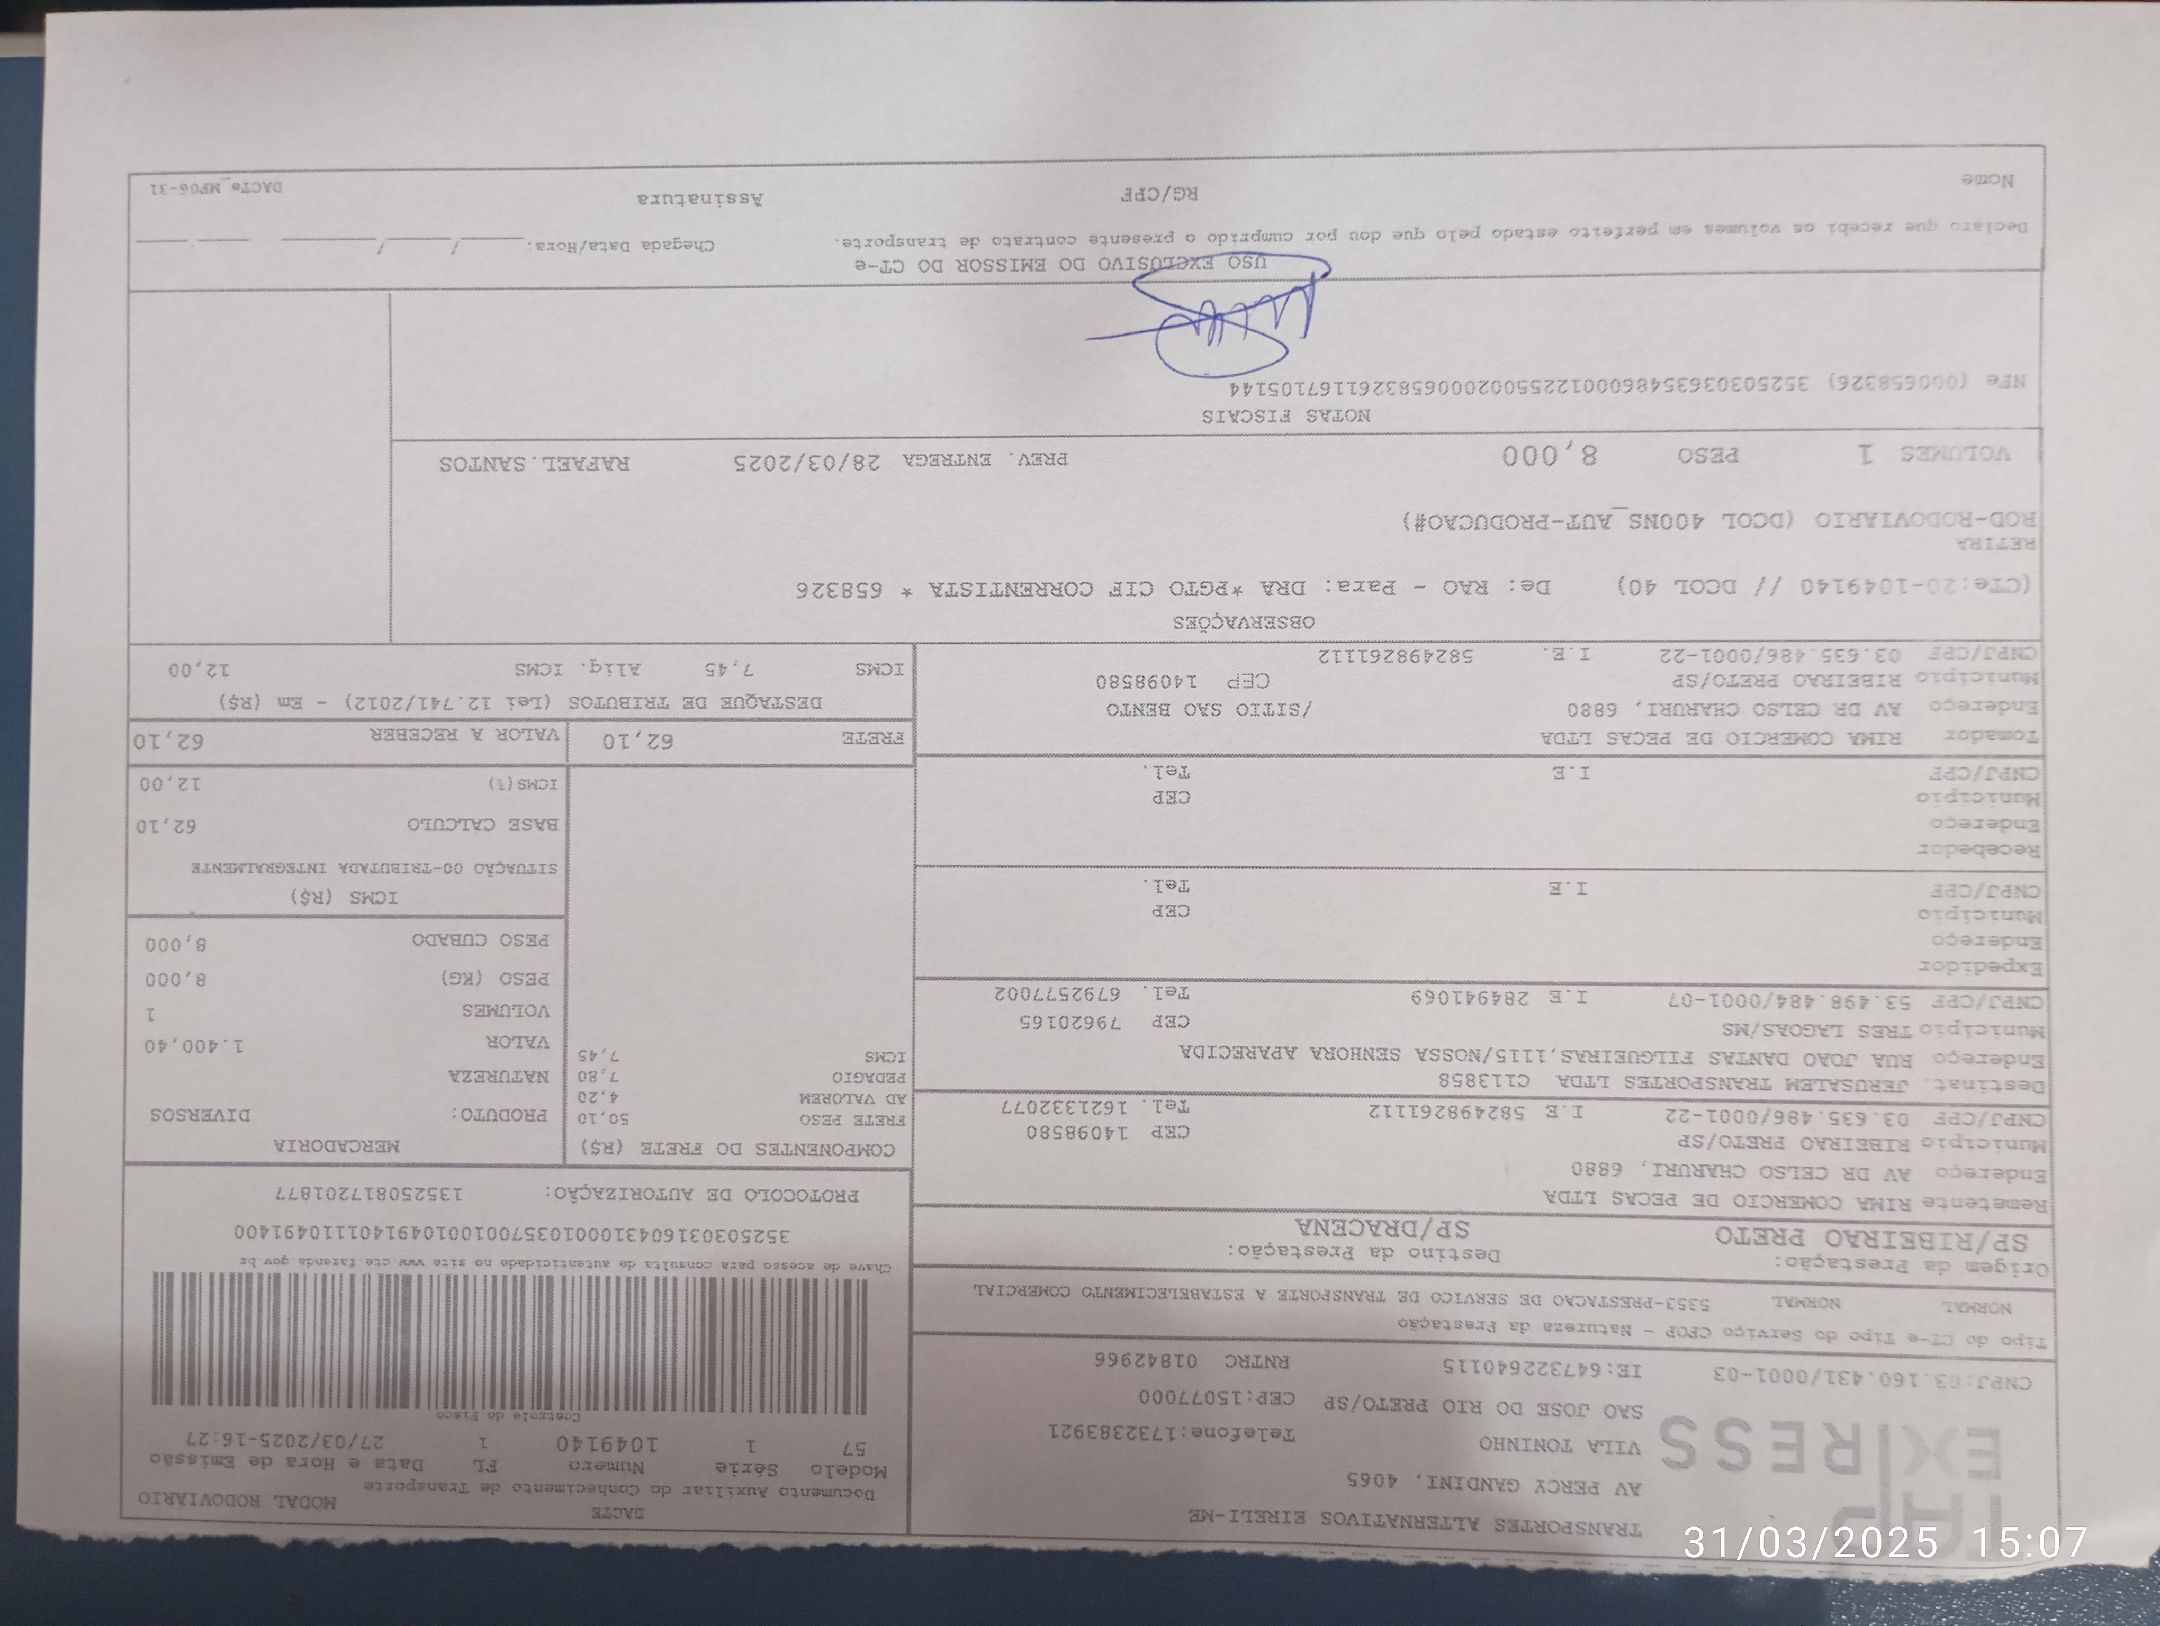 TAP
EXPRESS
TRANSPORTES ALTERNATIVOS EIRELI-ME
AV PERCY GANDINI, 4065
VILA TONINHO Telefone:1732383921
SAO JOSE DO RIO PRETO/SP CEP:15077000
CNPJ:03.160.431/0001-03 IE:647322640115 RNTRC 01842966
DACTE MODAL RODOVIÁRIO
Documento Auxiliar do Conhecimento de Transporte
Modelo Série Numero FL Data e Hora de Emissão
57 1 1049140 1 27/03/2025-16:27
Controle do Fisco
Chave de acesso para consulta de autenticidade no site www.cte.fazenda.gov.br
352503031604310001035700100104914011110491400
PROTOCOLO DE AUTORIZAÇÃO: 135250817201877
Tipo do CT-e Tipo do Serviço CFOP - Natureza da Prestação
NORMAL NORMAL 5353-PRESTACAO DE SERVICO DE TRANSPORTE A ESTABELECIMENTO COMERCIAL
Origem da Prestação: Destino da Prestação:
SP/RIBEIRAO PRETO SP/DRACENA
Remetente RIMA COMERCIO DE PECAS LTDA
Endereço AV DR CELSO CHARURI, 6880
Municipio RIBEIRAO PRETO/SP CEP 14098580
CNPJ/CPF 03.635.486/0001-22 I.E 582498261112 Tel. 1621332077
Destinat. JERUSALEM TRANSPORTES LTDA C113858
Endereço RUA JOAO DANTAS FILGUEIRAS,1115/NOSSA SENHORA APARECIDA
Municipio TRES LAGOAS/MS CEP 79620165
CNPJ/CPF 53.498.484/0001-07 I.E 284941069 Tel. 6792577002
Expedidor
Endereço
Municipio CEP
CNPJ/CPF I.E Tel.
Recebedor
Endereço
Municipio CEP
CNPJ/CPF I.E Tel.
Tomador RIMA COMERCIO DE PECAS LTDA
Endereço AV DR CELSO CHARURI, 6880 /SITIO SAO BENTO
Municipio RIBEIRAO PRETO/SP CEP 14098580
CNPJ/CPF 03.635.486/0001-22 I.E. 582498261112
COMPONENTES DO FRETE (R$)
FRETE PESO 50,10
AD VALOREM 4,20
PEDAGIO 7,80
ICMS 7,45
MERCADORIA
PRODUTO: DIVERSOS
NATUREZA
VALOR 1.400,40
VOLUMES 1
PESO (KG) 8,000
PESO CUBADO 8,000
ICMS (R$)
SITUAÇÃO 00-TRIBUTADA INTEGRALMENTE
BASE CÁLCULO 62,10
ICMS(%) 12,00
FRETE 62,10 VALOR A RECEBER 62,10
DESTAQUE DE TRIBUTOS (Lei 12.741/2012) - Em (R$)
ICMS 7,45 Aliq. ICMS 12,00
OBSERVAÇÕES
(CTe:20-1049140 // DCOL 40) De: RAO - Para: DRA *PGTO CIF CORRENTISTA * 658326
RETIRA
ROD-RODOVIARIO (DCOL 400NS_AUT-PRODUCAO#)
VOLUMES 1 PESO 8,000 PREV. ENTREGA 28/03/2025 RAFAEL.SANTOS
NOTAS FISCAIS
NFe (000658326) 35250303635486000122550020006583261167105144
USO EXCLUSIVO DO EMISSOR DO CT-e
Declaro que recebi os volumes em perfeito estado pelo que dou por cumprido o presente contrato de transporte. Chegada Data/Hora:____/____/____ ____:____
Nome RG/CPF Assinatura DACTe_MP06-31
31/03/2025 15:07